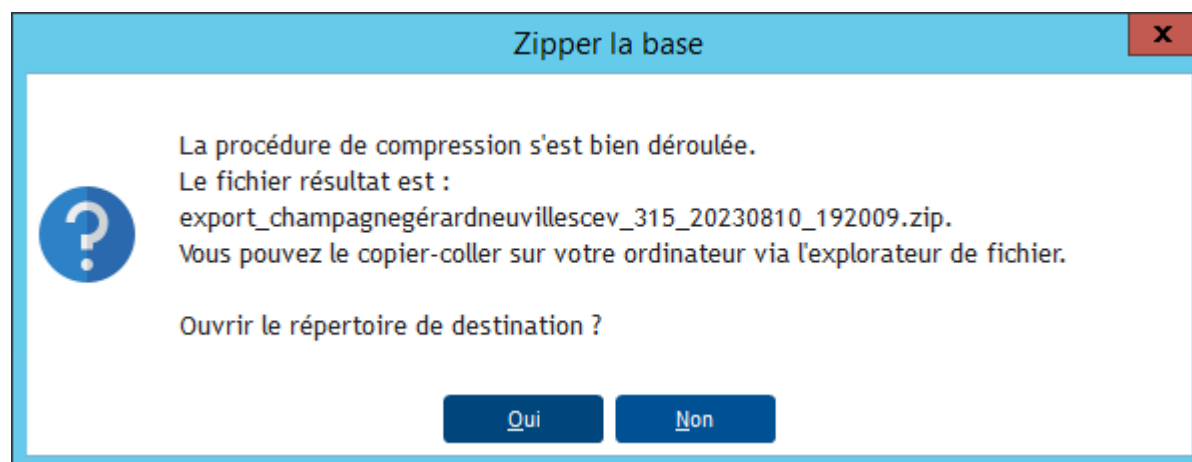 Zipper la base
x
La procédure de compression s'est bien déroulée.
Le fichier résultat est :
export_champagnegérardneuvillescev_315_20230810_192009.zip.
Vous pouvez le copier-coller sur votre ordinateur via l'explorateur de fichier.
Ouvrir le répertoire de destination ?
Oui
Non